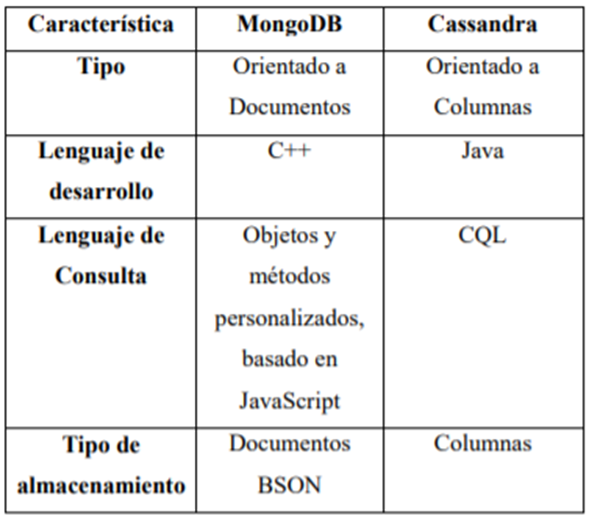 Característica MongoDB Cassandra
Tipo Orientado a Orientado a
Documentos Columnas
Lenguaje de C++ Java
desarrollo
Lenguaje de Objetos y CQL
Consulta métodos
personalizados,
basado en
JavaScript
Tipo de Documentos Columnas
almacenamiento BSON